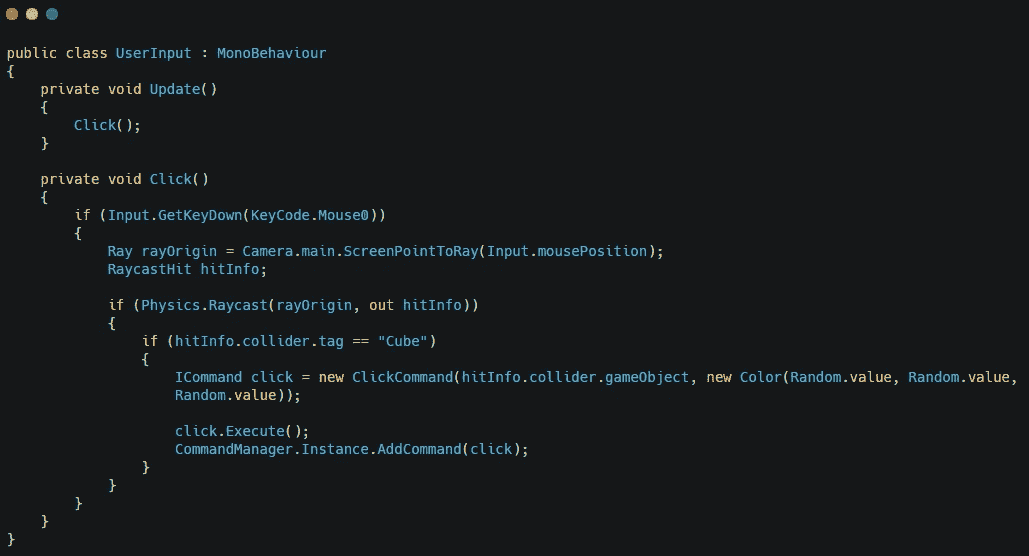 public class UserInput : MonoBehaviour
{
    private void Update()
    {
        Click();
    }

    private void Click()
    {
        if (Input.GetKeyDown(KeyCode.Mouse0))
        {
            Ray rayOrigin = Camera.main.ScreenPointToRay(Input.mousePosition);
            RaycastHit hitInfo;

            if (Physics.Raycast(rayOrigin, out hitInfo))
            {
                if (hitInfo.collider.tag == "Cube")
                {
                    ICommand click = new ClickCommand(hitInfo.collider.gameObject, new Color(Random.value, Random.value,
                    Random.value));

                    click.Execute();
                    CommandManager.Instance.AddCommand(click);
                }
            }
        }
    }
}